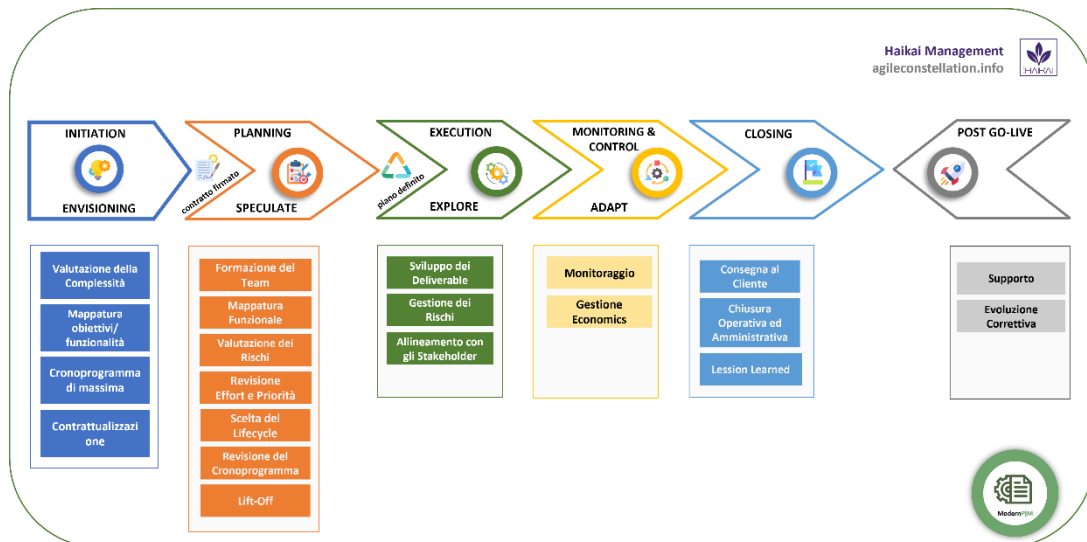 Haikai Management
agileconstellation.info
HAIKAI
INITIATION
ENVISIONING
contratto firmato
PLANNING
SPECULATE
piano definito
EXECUTION
EXPLORE
MONITORING &
CONTROL
ADAPT
CLOSING
POST GO-LIVE
Valutazione della
Complessità
Mappatura
obiettivi/
funzionalità
Cronoprogramma
di massima
Contrattualizzazi
one
Formazione del
Team
Mappatura
Funzionale
Valutazione dei
Rischi
Revisione
Effort e Priorità
Scelta del
Lifecycle
Revisione del
Cronoprogramma
Lift-Off
Sviluppo dei
Deliverable
Gestione dei
Rischi
Allineamento con
gli Stakeholder
Monitoraggio
Gestione
Economics
Consegna al
Cliente
Chiusura
Operativa ed
Amministrativa
Lession Learned
Supporto
Evoluzione
Correttiva
ModernPjM